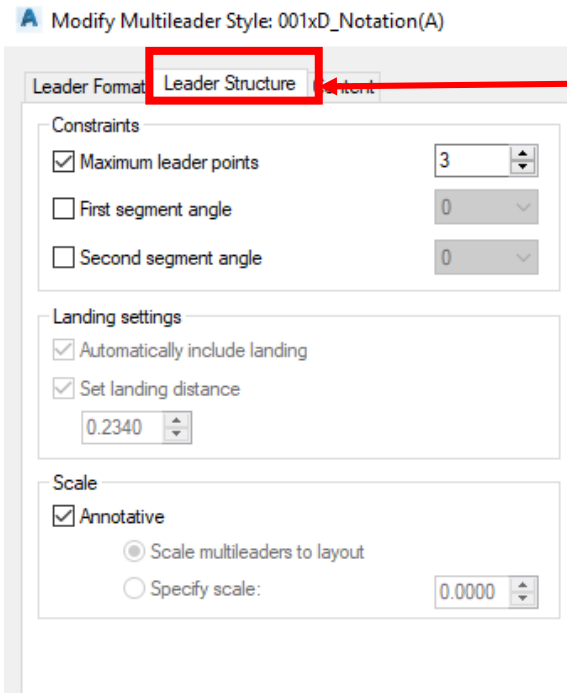 Modify Multileader Style: 001xD_Notation(A)
Leader Format Leader Structure Content
Constraints
Maximum leader points 3
First segment angle 0
Second segment angle 0
Landing settings
Automatically include landing
Set landing distance
0.2340
Scale
Annotative
Scale multileaders to layout
Specify scale: 0.0000